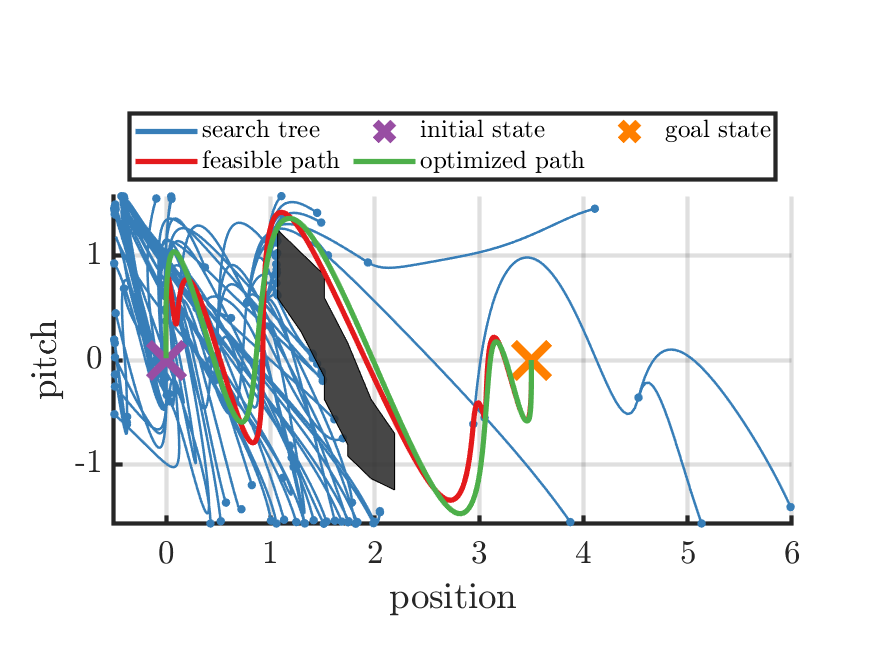 search tree initial state goal state
feasible path optimized path
pitch
1
0
-1
0 1 2 3 4 5 6
position